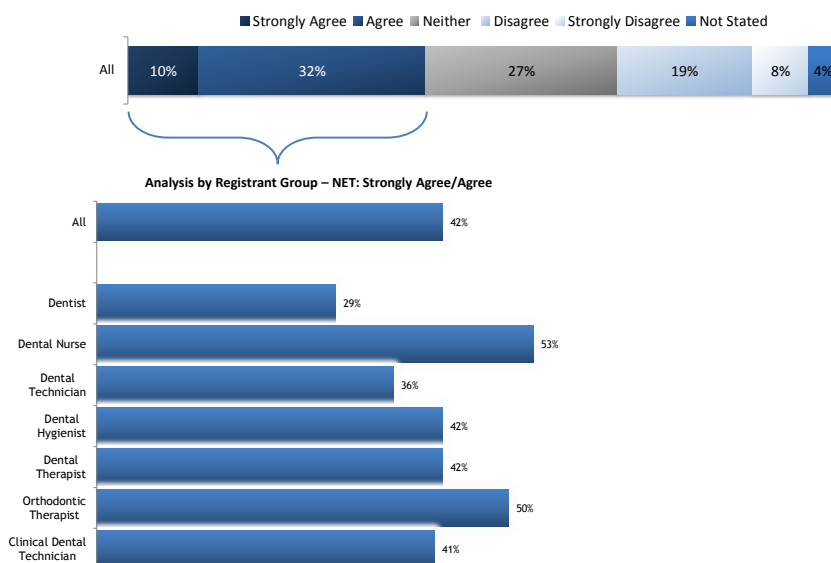 Strongly Agree Agree Neither Disagree Strongly Disagree Not Stated
All 10% 32% 27% 19% 8% 4%
Analysis by Registrant Group – NET: Strongly Agree/Agree
All 42%
Dentist 29%
Dental Nurse 53%
Dental
Technician 36%
Dental
Hygienist 42%
Dental
Therapist 42%
Orthodontic
Therapist 50%
Clinical Dental
Technician 41%